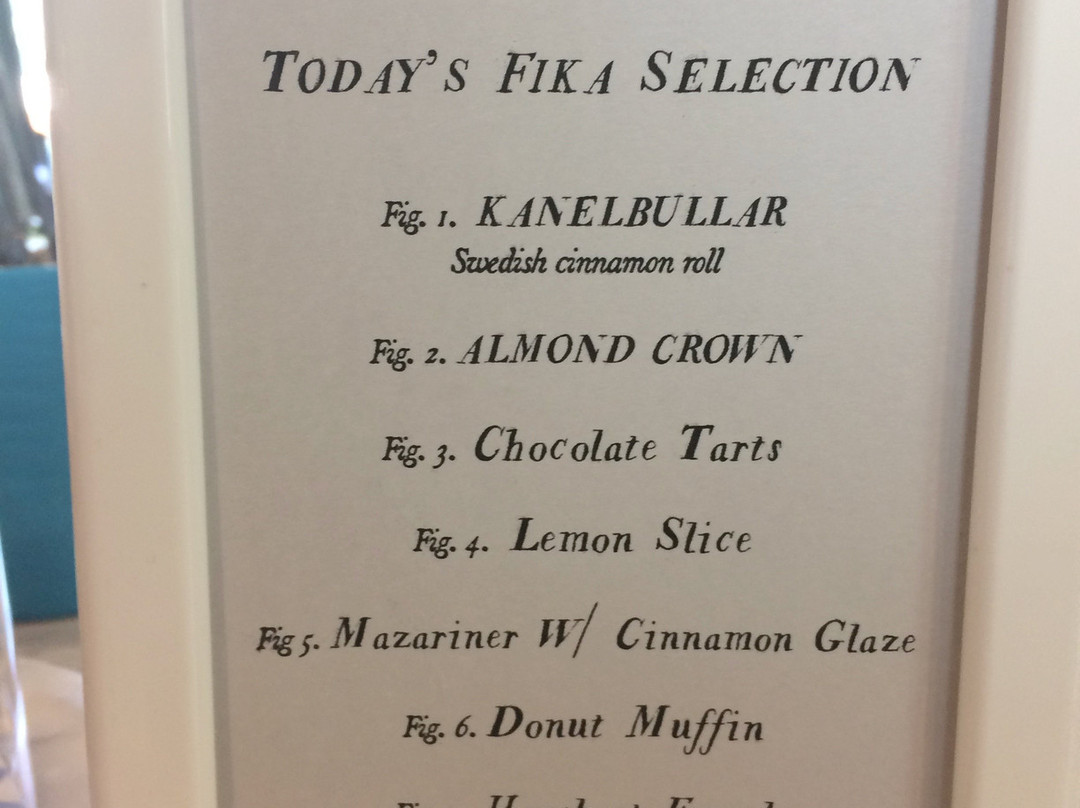 TODAY'S FIKA SELECTION
Fig. 1. KANELBULLAR
Swedish cinnamon roll
Fig. 2. ALMOND CROWN
Fig. 3. Chocolate Tarts
Fig. 4. Lemon Slice
Fig 5. Mazariner W/ Cinnamon Glaze
Fig. 6. Donut Muffin